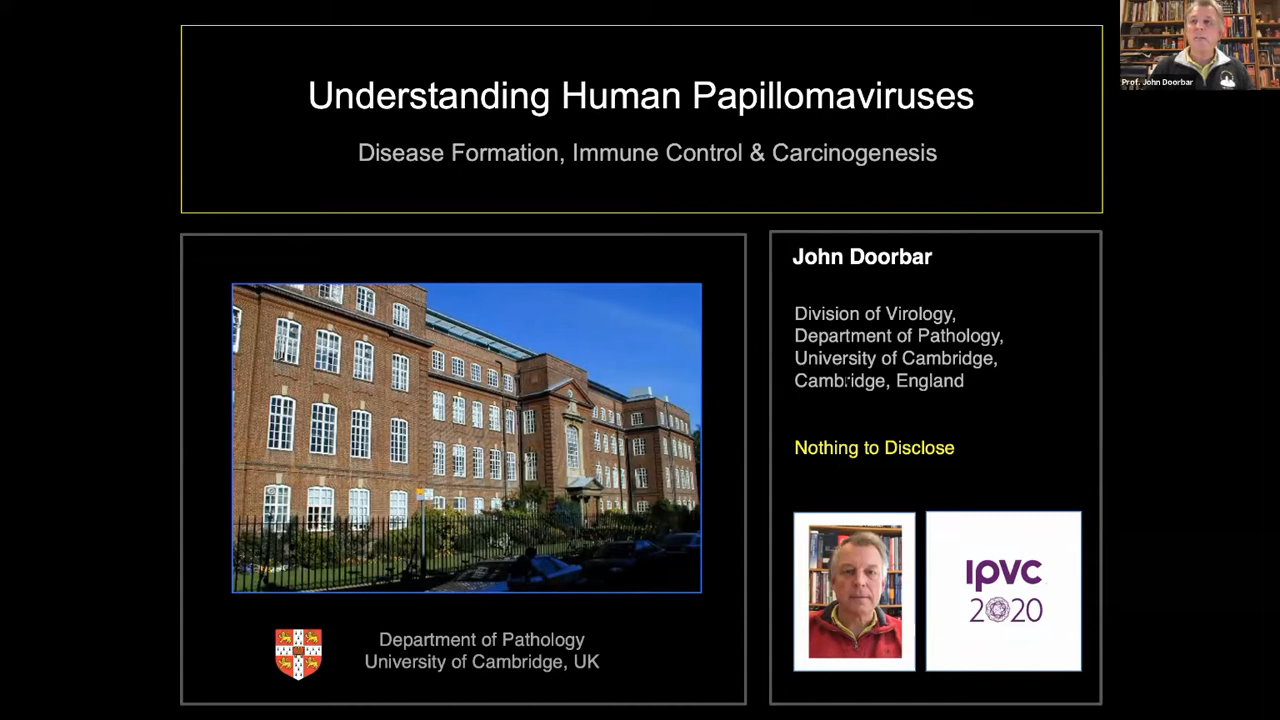 Understanding Human Papillomaviruses
Disease Formation, Immune Control & Carcinogenesis
Prof. John Doorbar
John Doorbar
Division of Virology,
Department of Pathology,
University of Cambridge,
Cambridge, England
Nothing to Disclose
IPVC
2020
Department of Pathology
University of Cambridge, UK